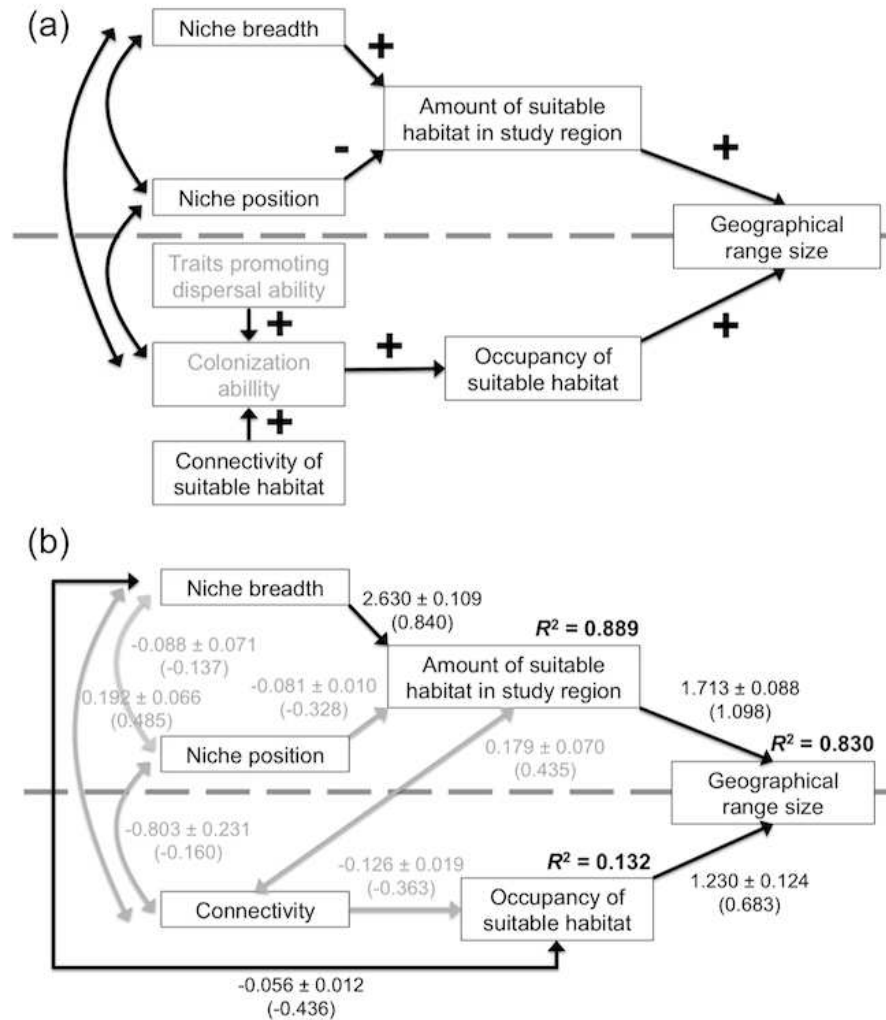 (a)
Niche breadth
+
Amount of suitable
habitat in study region
-
+
Niche position
Geographical
range size
Traits promoting
dispersal ability
+
+
+
Colonization
abillity
Occupancy of
suitable habitat
+
Connectivity of
suitable habitat
(b)
Niche breadth
2.630 ± 0.109
(0.840)
R² = 0.889
-0.088 ± 0.071
(-0.137)
Amount of suitable
habitat in study region
-0.081 ± 0.010
(-0.328)
1.713 ± 0.088
(1.098)
0.192 ± 0.066
(0.485)
Niche position
0.179 ± 0.070
(0.435)
R² = 0.830
Geographical
range size
-0.803 ± 0.231
(-0.160)
-0.126 ± 0.019
(-0.363)
R² = 0.132
Connectivity
Occupancy of
suitable habitat
1.230 ± 0.124
(0.683)
-0.056 ± 0.012
(-0.436)